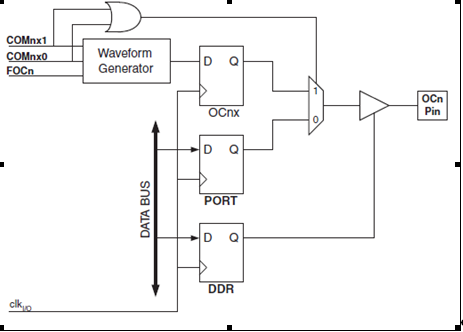 COMnx1
COMnx0
FOCn
Waveform
Generator
D Q
OCnx
1
0
OCn
Pin
D Q
PORT
DATA BUS
D Q
DDR
clkI/O